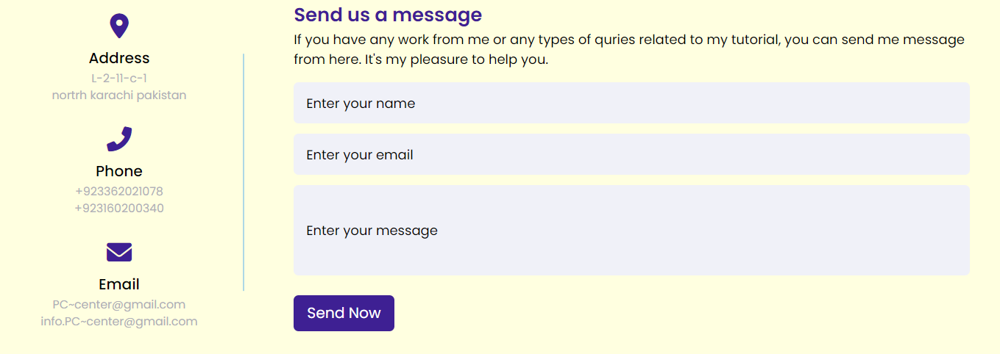 Address
L-2-11-c-1
nortrh karachi pakistan
Phone
+923362021078
+923160200340
Email
PC~center@gmail.com
info.PC~center@gmail.com
Send us a message
If you have any work from me or any types of quries related to my tutorial, you can send me message
from here. It's my pleasure to help you.
Enter your name
Enter your email
Enter your message
Send Now